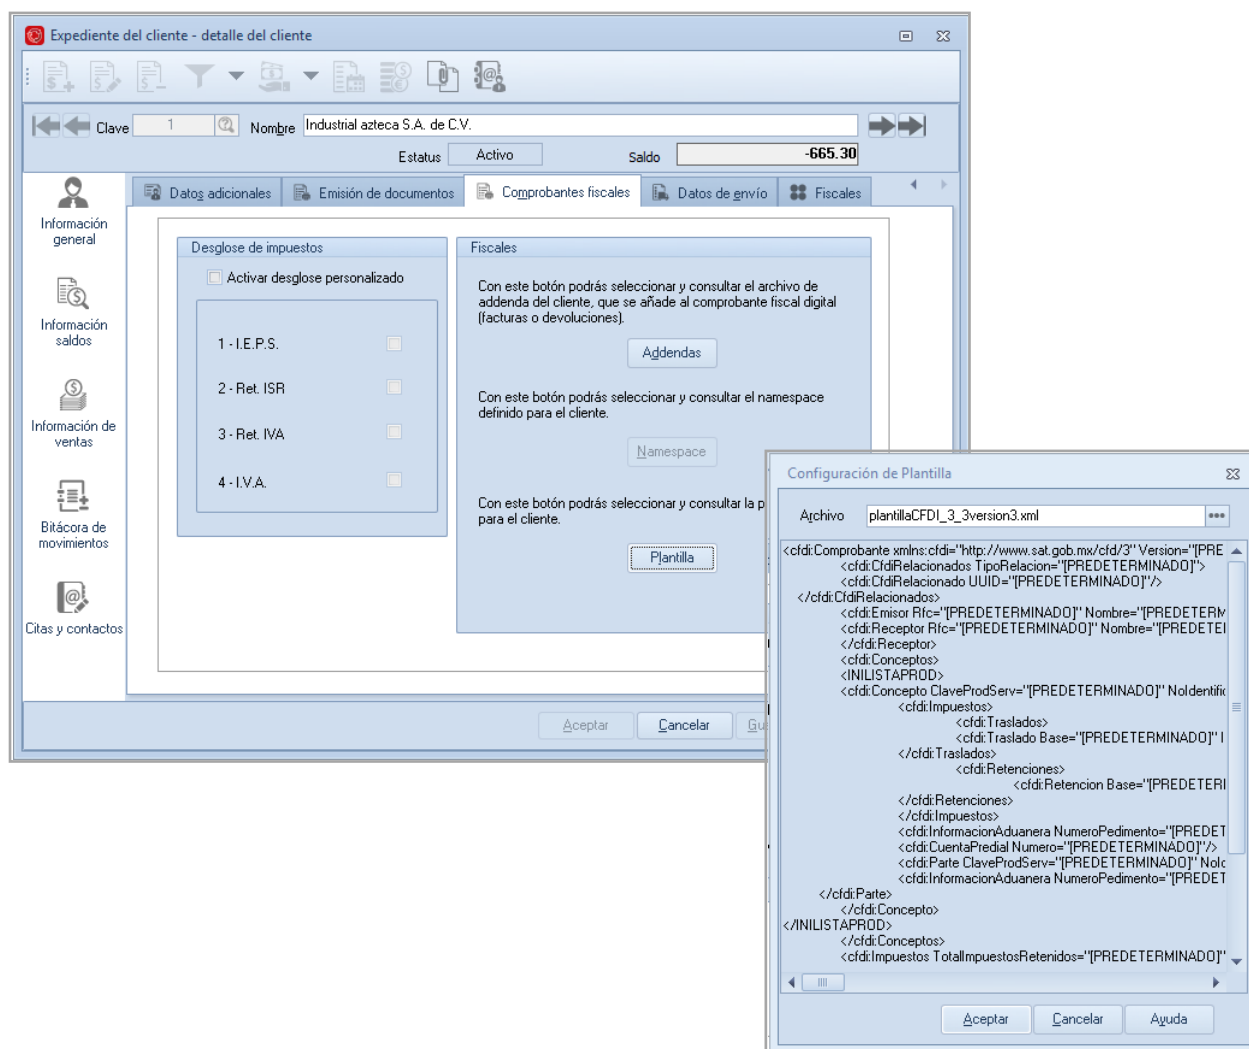 Expediente del cliente - detalle del cliente
Clave 1 Nombre Industrial azteca S.A. de C.V.
Estatus Activo Saldo -665.30
Información general
Información saldos
Información de ventas
Bitácora de movimientos
Citas y contactos
Datos adicionales Emisión de documentos Comprobantes fiscales Datos de envío Fiscales
Desglose de impuestos
Activar desglose personalizado
1 - I.E.P.S.
2 - Ret. ISR
3 - Ret. IVA
4 - I.V.A.
Fiscales
Con este botón podrás seleccionar y consultar el archivo de
addenda del cliente, que se añade al comprobante fiscal digital
(facturas o devoluciones).
Addendas
Con este botón podrás seleccionar y consultar el namespace
definido para el cliente.
Namespace
Con este botón podrás seleccionar y consultar la p
para el cliente.
Plantilla
Aceptar Cancelar Gu
Configuración de Plantilla
Archivo plantillaCFDI_3_3version3.xml
<cfdi:Comprobante xmlns:cfdi="http://www.sat.gob.mx/cfd/3" Version="[PRE
<cfdi:CfdiRelacionados TipoRelacion="[PREDETERMINADO]">
<cfdi:CfdiRelacionado UUID="[PREDETERMINADO]"/>
</cfdi:CfdiRelacionados>
<cfdi:Emisor Rfc="[PREDETERMINADO]" Nombre="[PREDETERM
<cfdi:Receptor Rfc="[PREDETERMINADO]" Nombre="[PREDETEI
</cfdi:Receptor>
<cfdi:Conceptos>
<INILISTAPROD>
<cfdi:Concepto ClaveProdServ="[PREDETERMINADO]" NoIdentific
<cfdi:Impuestos>
<cfdi:Traslados>
<cfdi:Traslado Base="[PREDETERMINADO]" I
</cfdi:Traslados>
<cfdi:Retenciones>
<cfdi:Retencion Base="[PREDETERI
</cfdi:Retenciones>
</cfdi:Impuestos>
<cfdi:InformacionAduanera NumeroPedimento="[PREDET
<cfdi:CuentaPredial Numero="[PREDETERMINADO]"/>
<cfdi:Parte ClaveProdServ="[PREDETERMINADO]" NoIc
<cfdi:InformacionAduanera NumeroPedimento="[PREDET
</cfdi:Parte>
</cfdi:Concepto>
</INILISTAPROD>
</cfdi:Conceptos>
<cfdi:Impuestos TotalImpuestosRetenidos="[PREDETERMINADO]"
Aceptar Cancelar Ayuda